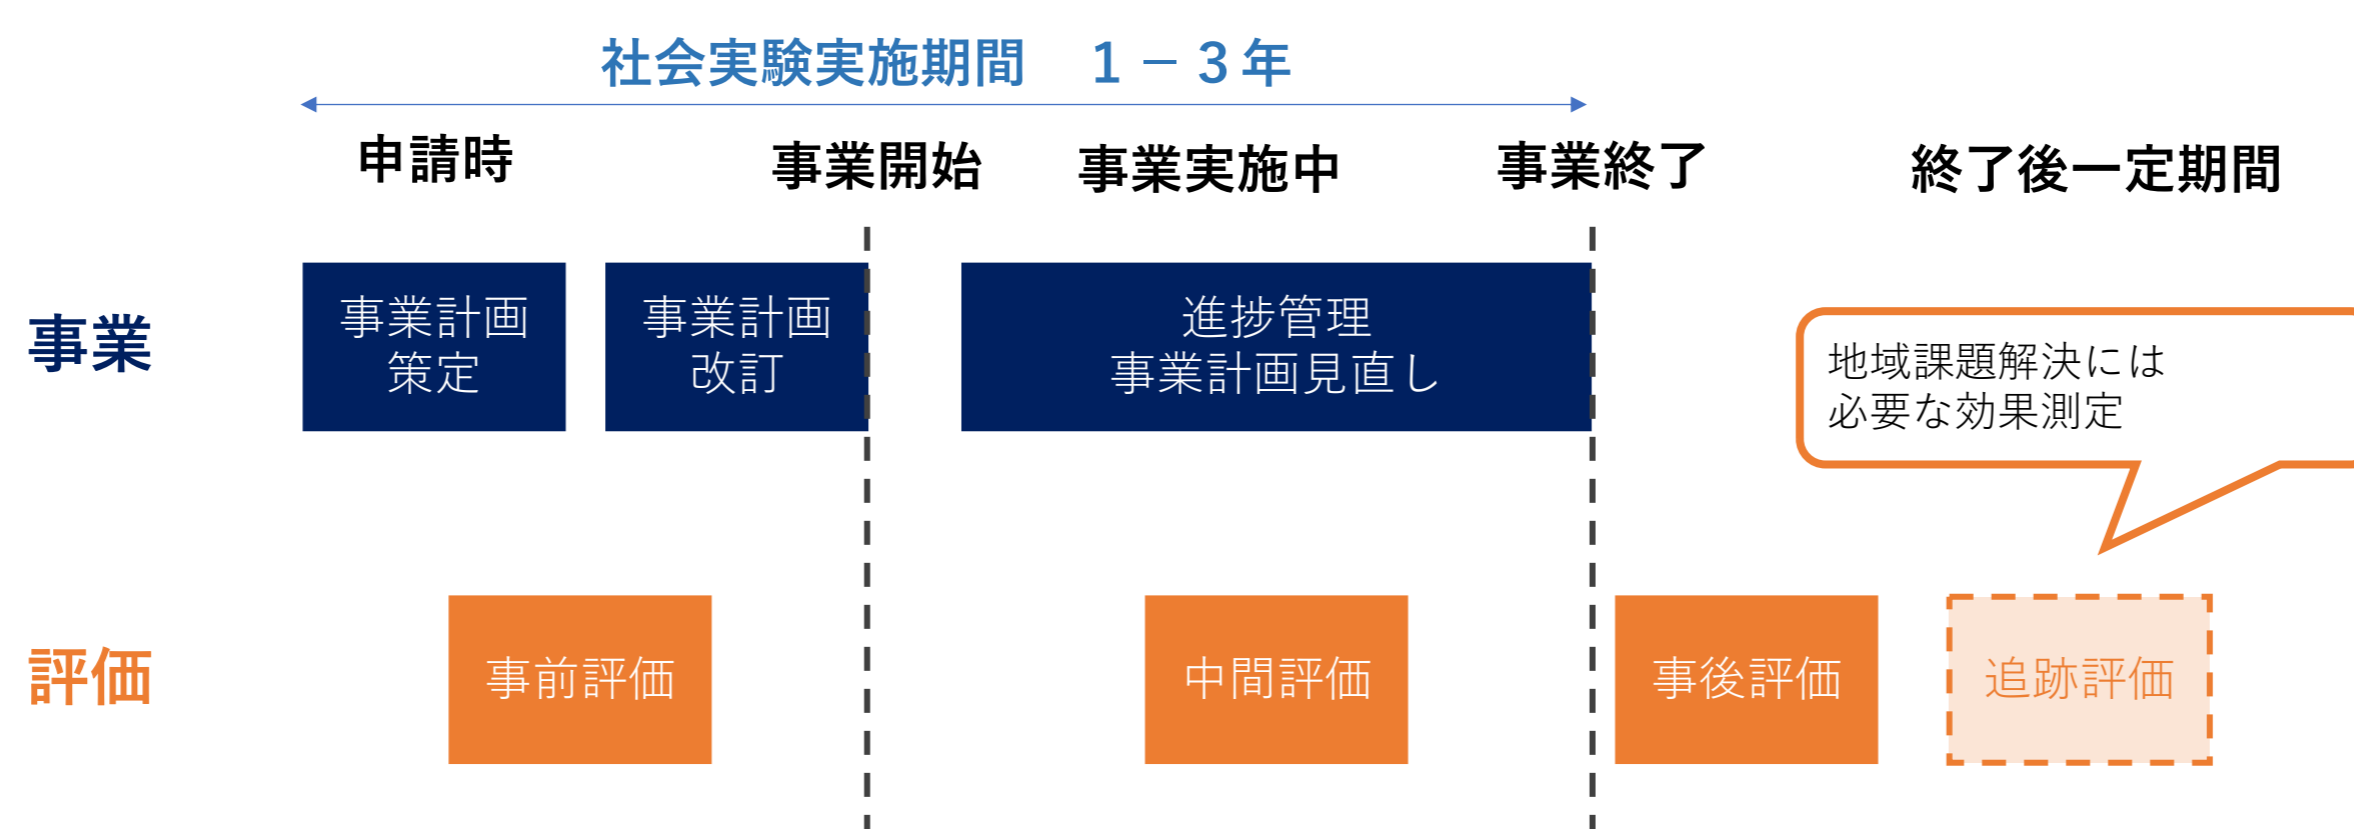 社会実験実施期間　１－３年
申請時
事業開始
事業実施中
事業終了
終了後一定期間
事業
事業計画
策定
事業計画
改訂
進捗管理
事業計画見直し
地域課題解決には
必要な効果測定
評価
事前評価
中間評価
事後評価
追跡評価